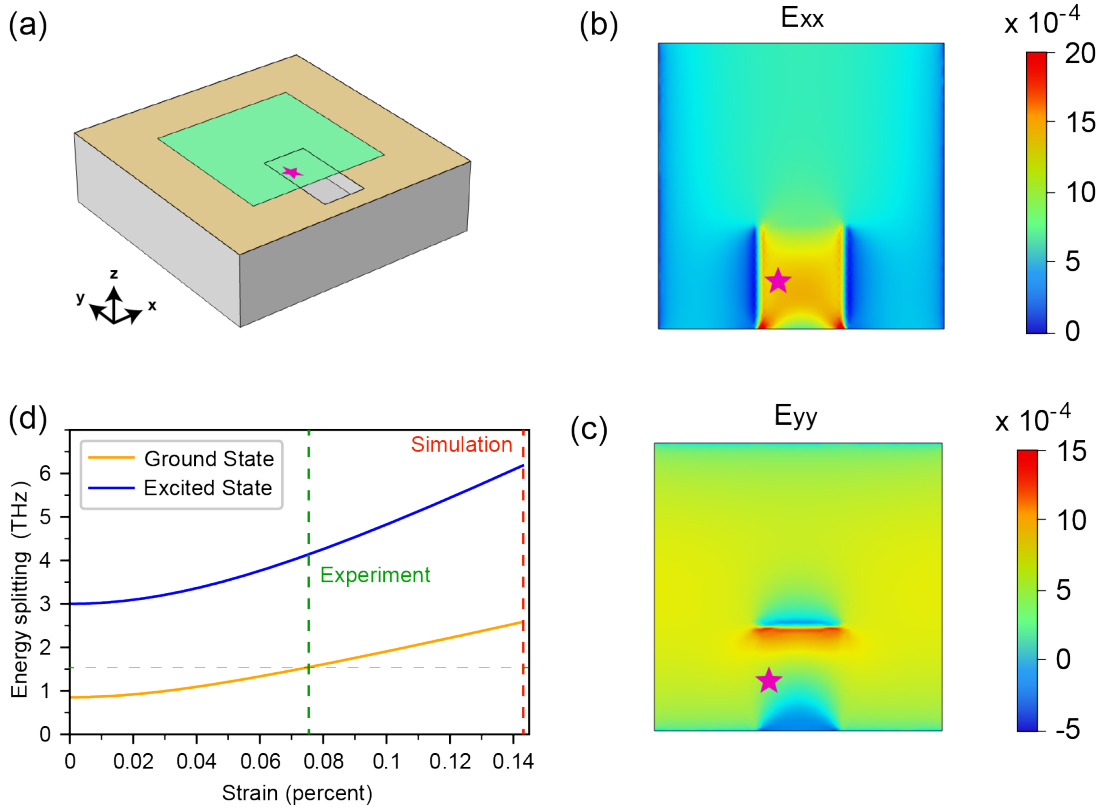 (a)
z
y
x
(b)
Exx
x 10-4
20
15
10
5
0
(c)
Eyy
x 10-4
15
10
5
0
-5
(d)
Simulation
Ground State
Excited State
Experiment
Energy splitting (THz)
6
5
4
3
2
1
0
0 0.02 0.04 0.06 0.08 0.1 0.12 0.14
Strain (percent)